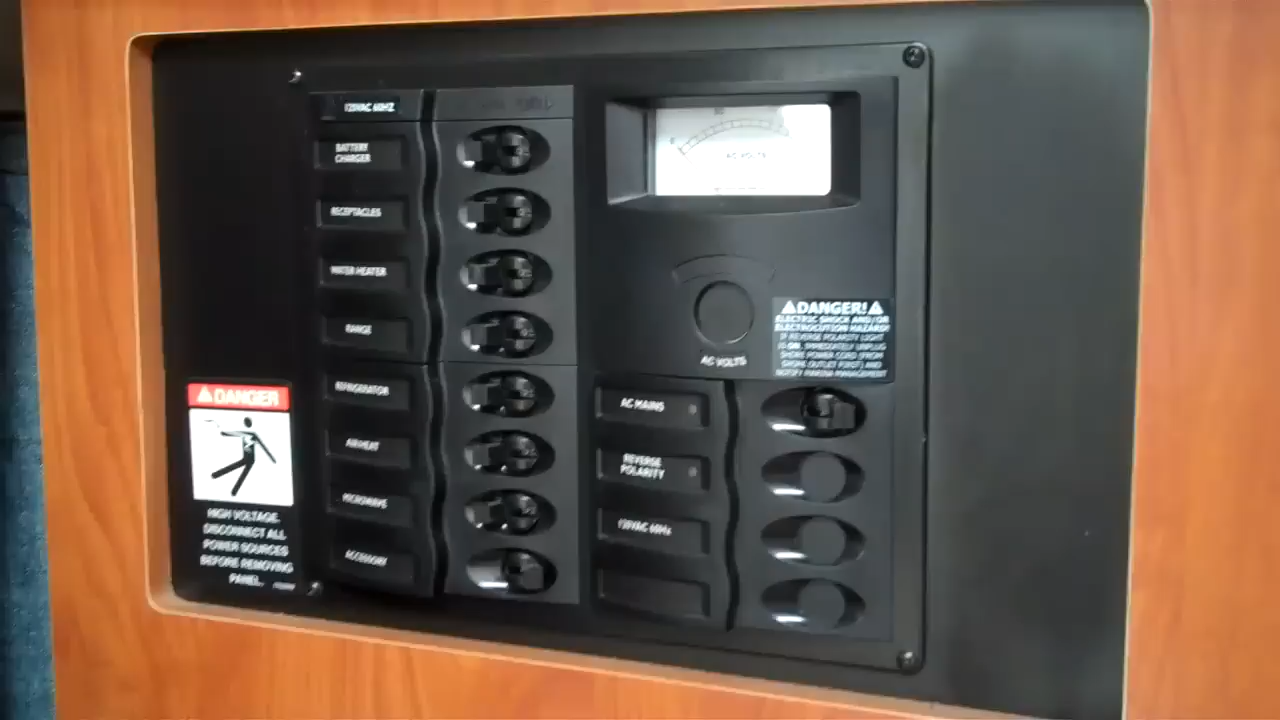 120VAC 60HZ
BATTERY
CHARGER
RECEPTACLES
WATER HEATER
RANGE
REFRIGERATOR
AIR/HEAT
MICROWAVE
ACCESSORY
AC VOLTS
AC VOLTS
DANGER!
ELECTRIC SHOCK AND/OR
ELECTROCUTION HAZARD!
IF REVERSE POLARITY LIGHT
IS ON, IMMEDIATELY UNPLUG
SHORE POWER CORD (FROM
SHORE OUTLET FIRST) AND
NOTIFY MARINA MANAGEMENT
AC MAINS
REVERSE
POLARITY
120VAC 60Hz
DANGER
HIGH VOLTAGE.
DISCONNECT ALL
POWER SOURCES
BEFORE REMOVING
PANEL.